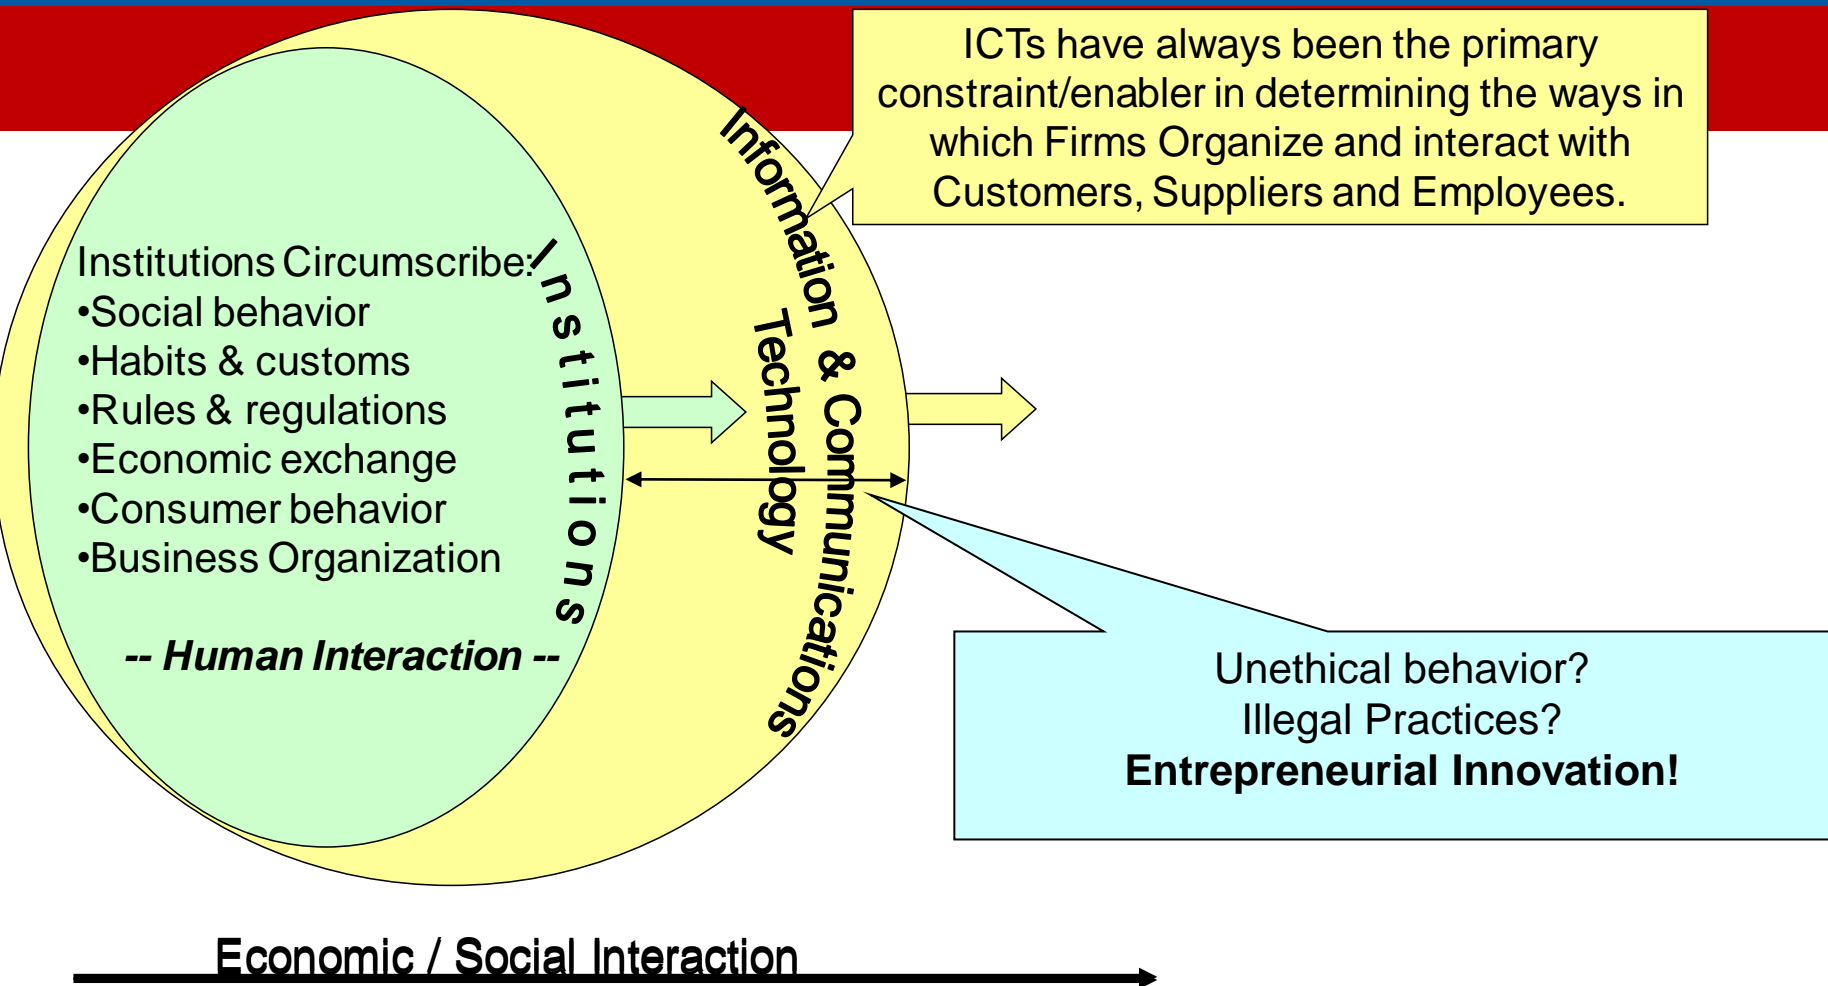 ICTs have always been the primary
constraint/enabler in determining the ways in
which Firms Organize and interact with
Customers, Suppliers and Employees.
Information & Communications
Technology
Institutions
Institutions Circumscribe:
•Social behavior
•Habits & customs
•Rules & regulations
•Economic exchange
•Consumer behavior
•Business Organization
-- Human Interaction --
Unethical behavior?
Illegal Practices?
Entrepreneurial Innovation!
Economic / Social Interaction